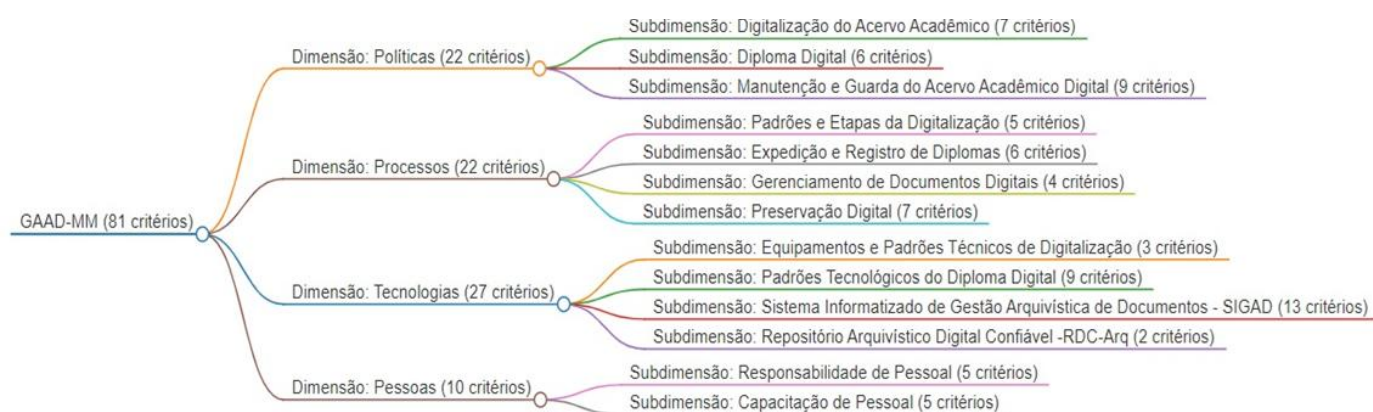 GAAD-MM (81 critérios)
Dimensão: Políticas (22 critérios)
Subdimensão: Digitalização do Acervo Acadêmico (7 critérios)
Subdimensão: Diploma Digital (6 critérios)
Subdimensão: Manutenção e Guarda do Acervo Acadêmico Digital (9 critérios)
Dimensão: Processos (22 critérios)
Subdimensão: Padrões e Etapas da Digitalização (5 critérios)
Subdimensão: Expedição e Registro de Diplomas (6 critérios)
Subdimensão: Gerenciamento de Documentos Digitais (4 critérios)
Subdimensão: Preservação Digital (7 critérios)
Dimensão: Tecnologias (27 critérios)
Subdimensão: Equipamentos e Padrões Técnicos de Digitalização (3 critérios)
Subdimensão: Padrões Tecnológicos do Diploma Digital (9 critérios)
Subdimensão: Sistema Informatizado de Gestão Arquivística de Documentos - SIGAD (13 critérios)
Subdimensão: Repositório Arquivístico Digital Confiável -RDC-Arq (2 critérios)
Dimensão: Pessoas (10 critérios)
Subdimensão: Responsabilidade de Pessoal (5 critérios)
Subdimensão: Capacitação de Pessoal (5 critérios)